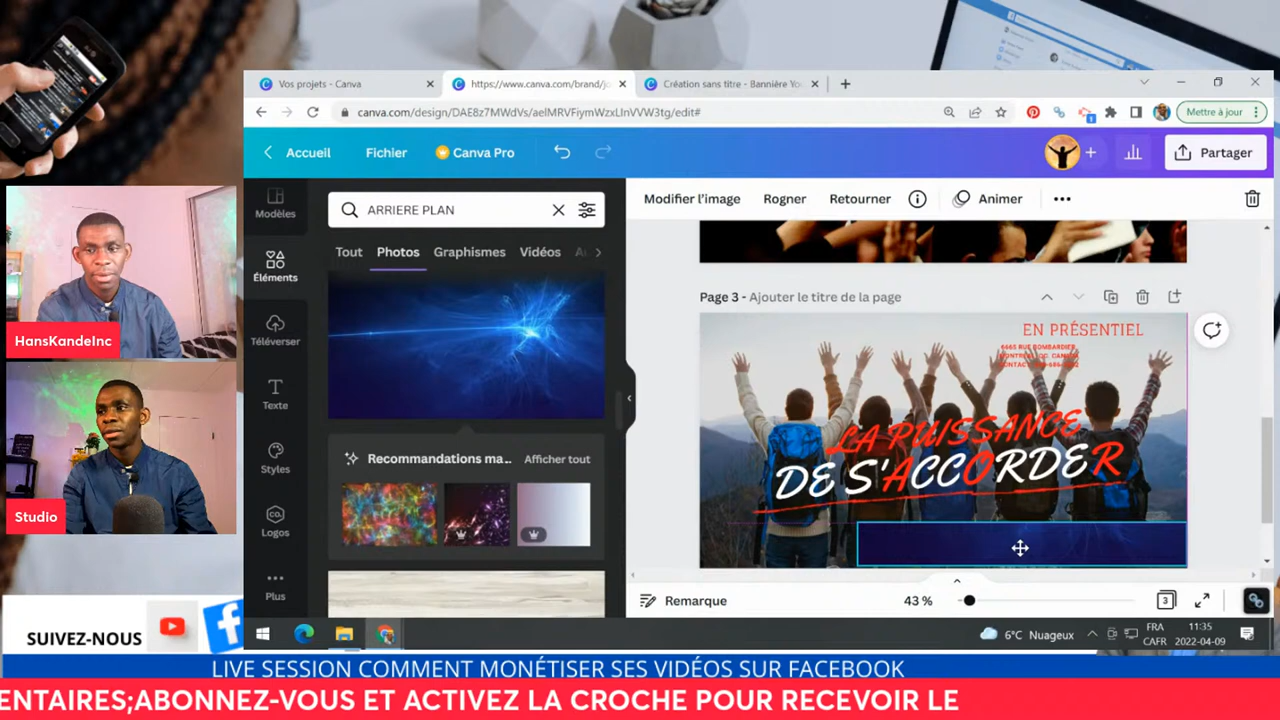 Vos projets - Canva
https://www.canva.com/brand/jo
Création sans titre - Bannière You
canva.com/design/DAE8z7MWdVs/aelMRVFiymWzxLlnVVW3tg/edit#
Mettre à jour
Accueil
Fichier
Canva Pro
Partager
Modèles
Éléments
Téléverser
Texte
Styles
Logos
Plus
ARRIERE PLAN
Tout
Photos
Graphismes
Vidéos
Recommandations ma...
Afficher tout
Modifier l'image
Rogner
Retourner
Animer
Page 3 - Ajouter le titre de la page
EN PRÉSENTIEL
6665 RUE BOMBARDIER
LA PUISSANCE
DE S'ACCORDER
Remarque
43 %
3
6°C Nuageux
FRA
CAFR
11:35
2022-04-09
HansKandeInc
Studio
SUIVEZ-NOUS
LIVE SESSION COMMENT MONÉTISER SES VIDÉOS SUR FACEBOOK
ENTAIRES;ABONNEZ-VOUS ET ACTIVEZ LA CROCHE POUR RECEVOIR LE